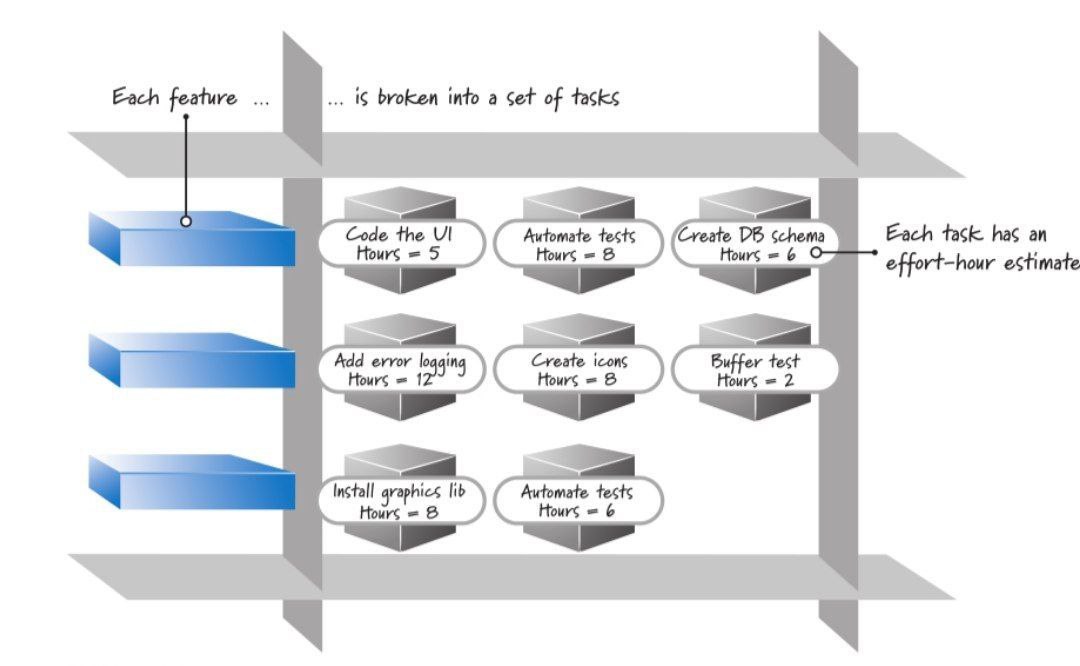 Each feature ... ... is broken into a set of tasks
Code the UI
Hours = 5
Automate tests
Hours = 8
Create DB schema
Hours = 6
Each task has an
effort-hour estimate
Add error logging
Hours = 12
Create icons
Hours = 8
Buffer test
Hours = 2
Install graphics lib
Hours = 8
Automate tests
Hours = 6